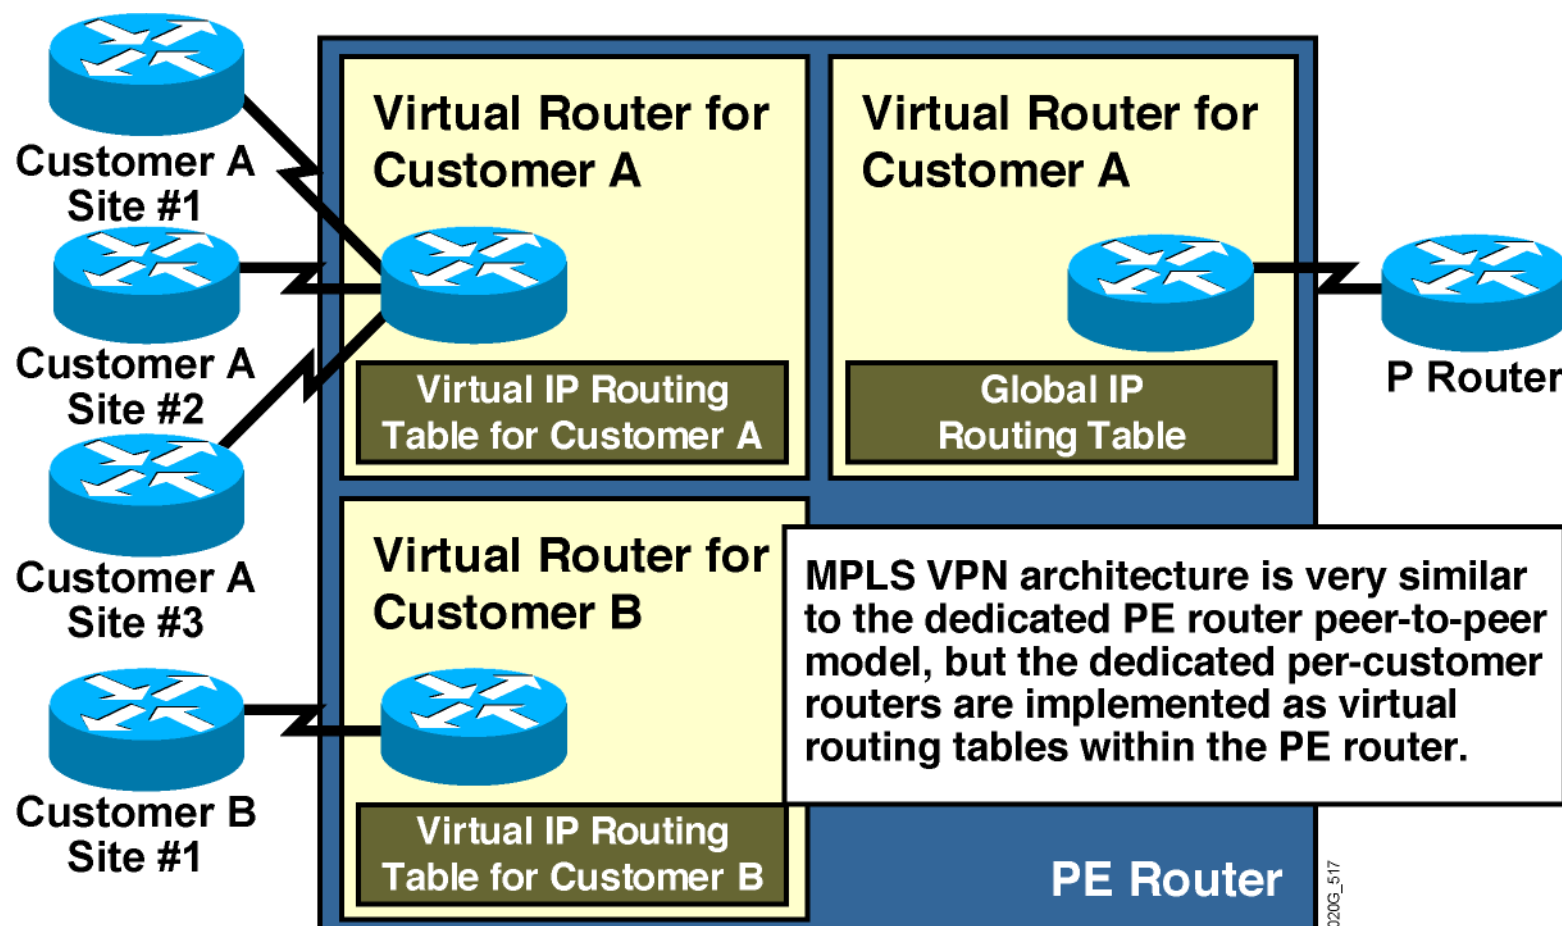 Customer A
Site #1
Customer A
Site #2
Customer A
Site #3
Customer B
Site #1
Virtual Router for
Customer A
Virtual IP Routing
Table for Customer A
Virtual Router for
Customer A
Global IP
Routing Table
P Router
Virtual Router for
Customer B
Virtual IP Routing
Table for Customer B
MPLS VPN architecture is very similar
to the dedicated PE router peer-to-peer
model, but the dedicated per-customer
routers are implemented as virtual
routing tables within the PE router.
PE Router
020G_517